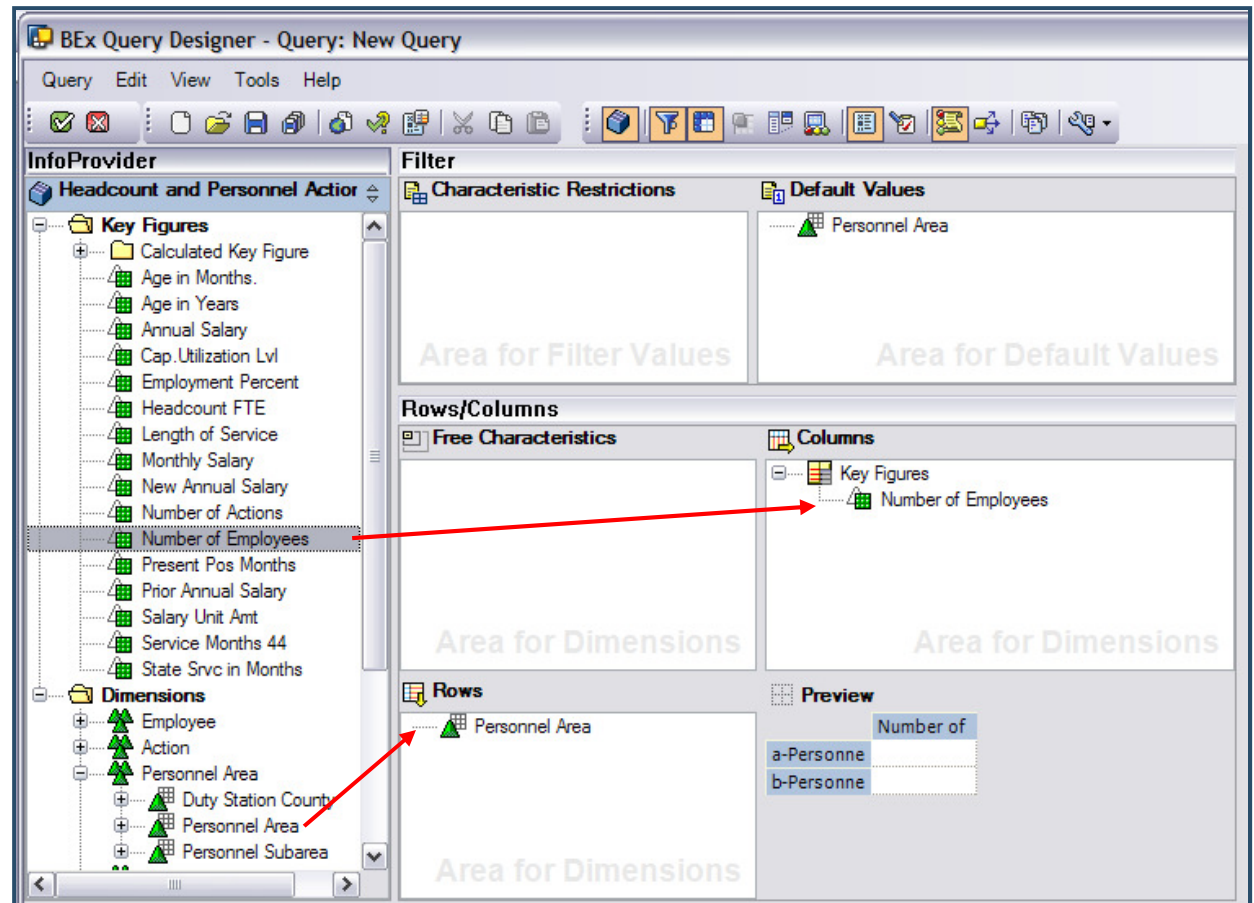 BEx Query Designer - Query: New Query
Query Edit View Tools Help
InfoProvider
Headcount and Personnel Action
Key Figures
Calculated Key Figure
Age in Months.
Age in Years
Annual Salary
Cap.Utilization Lvl
Employment Percent
Headcount FTE
Length of Service
Monthly Salary
New Annual Salary
Number of Actions
Number of Employees
Present Pos Months
Prior Annual Salary
Salary Unit Amt
Service Months 44
State Srvc in Months
Dimensions
Employee
Action
Personnel Area
Duty Station County
Personnel Area
Personnel Subarea
Filter
Characteristic Restrictions
Area for Filter Values
Default Values
Personnel Area
Area for Default Values
Rows/Columns
Free Characteristics
Area for Dimensions
Columns
Key Figures
Number of Employees
Area for Dimensions
Rows
Personnel Area
Area for Dimensions
Preview
Number of
a-Personne
b-Personne